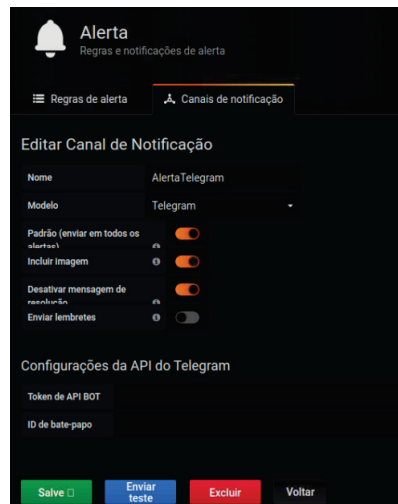 Alerta
Regras e notificações de alerta
Regras de alerta
Canais de notificação
Editar Canal de Notificação
Nome
AlertaTelegram
Modelo
Telegram
Padrão (enviar em todos os
alertas)
Incluir imagem
Desativar mensagem de
resolução
Enviar lembretes
Configurações da API do Telegram
Token de API BOT
ID de bate-papo
Salve
Enviar
teste
Excluir
Voltar